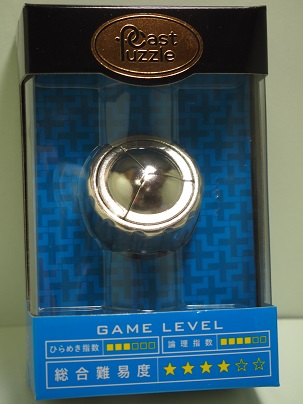 Cast
Puzzle
GAME LEVEL
ひらめき指数 ■■■□□□ 論理指数 ■■■■□□
総合難易度 ★★★★☆☆